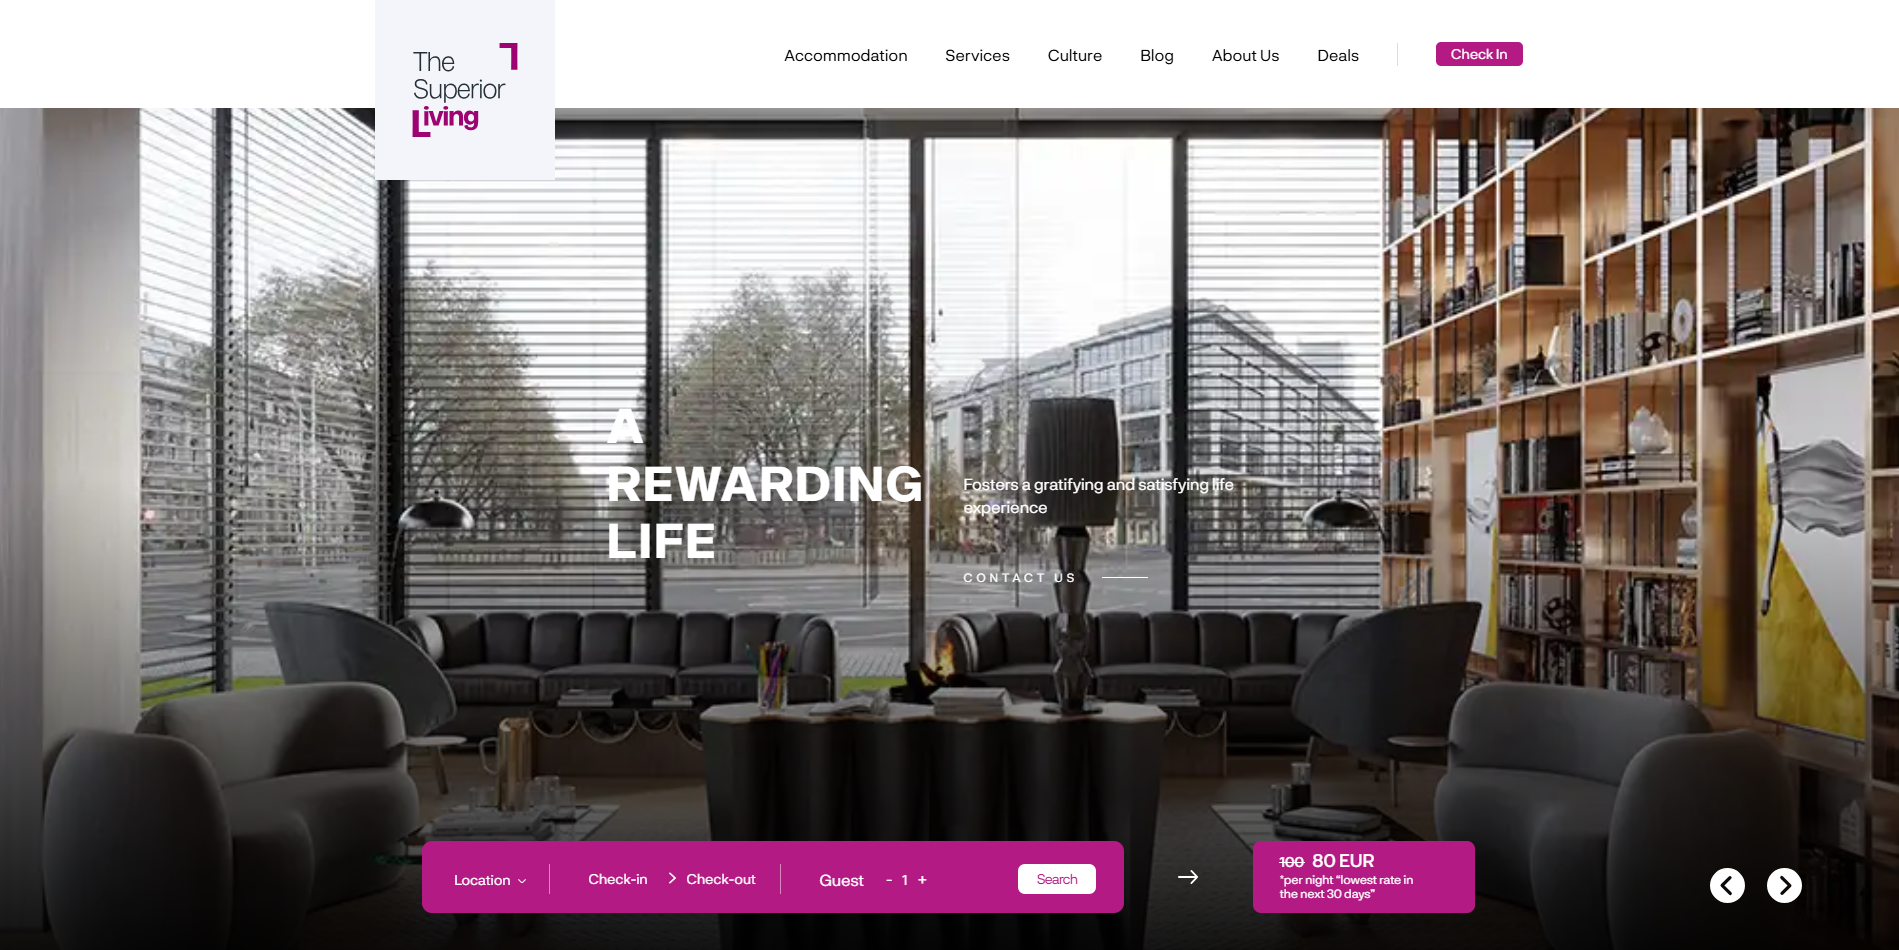 The
Superior
Living
Accommodation
Services
Culture
Blog
About Us
Deals
Check In
A
REWARDING
LIFE
Fosters a gratifying and satisfying life
experience
CONTACT US
Location
Check-in
Check-out
Guest - 1 +
Search
100 80 EUR
*per night “lowest rate in
the next 30 days”